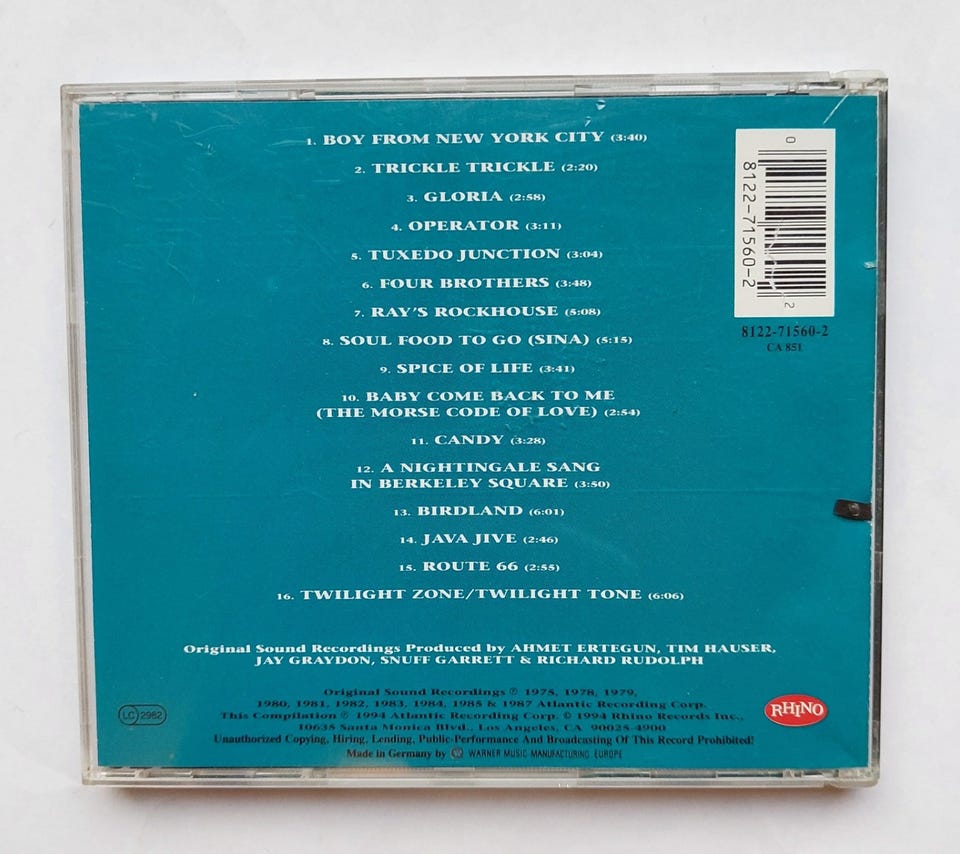 1. BOY FROM NEW YORK CITY (3:40)
2. TRICKLE TRICKLE (2:20)
3. GLORIA (2:58)
4. OPERATOR (3:11)
5. TUXEDO JUNCTION (3:04)
6. FOUR BROTHERS (3:48)
7. RAY'S ROCKHOUSE (5:08)
8. SOUL FOOD TO GO (SINA) (5:15)
9. SPICE OF LIFE (3:41)
10. BABY COME BACK TO ME
(THE MORSE CODE OF LOVE) (2:54)
11. CANDY (3:28)
12. A NIGHTINGALE SANG
IN BERKELEY SQUARE (3:50)
13. BIRDLAND (6:01)
14. JAVA JIVE (2:46)
15. ROUTE 66 (2:55)
16. TWILIGHT ZONE/TWILIGHT TONE (6:06)
0
8122-71560-2
2
8122-71560-2
CA 851
Original Sound Recordings Produced by AHMET ERTEGUN, TIM HAUSER,
JAY GRAYDON, SNUFF GARRETT & RICHARD RUDOLPH
Original Sound Recordings ℗ 1975, 1978, 1979,
1980, 1981, 1982, 1983, 1984, 1985 & 1987 Atlantic Recording Corp.
This Compilation ℗ 1994 Atlantic Recording Corp. © 1994 Rhino Records Inc.,
10635 Santa Monica Blvd., Los Angeles, CA 90025-4900
Unauthorized Copying, Hiring, Lending, Public-Performance And Broadcasting Of This Record Prohibited!
Made in Germany by WARNER MUSIC MANUFACTURING EUROPE
LC 2982
RHINO